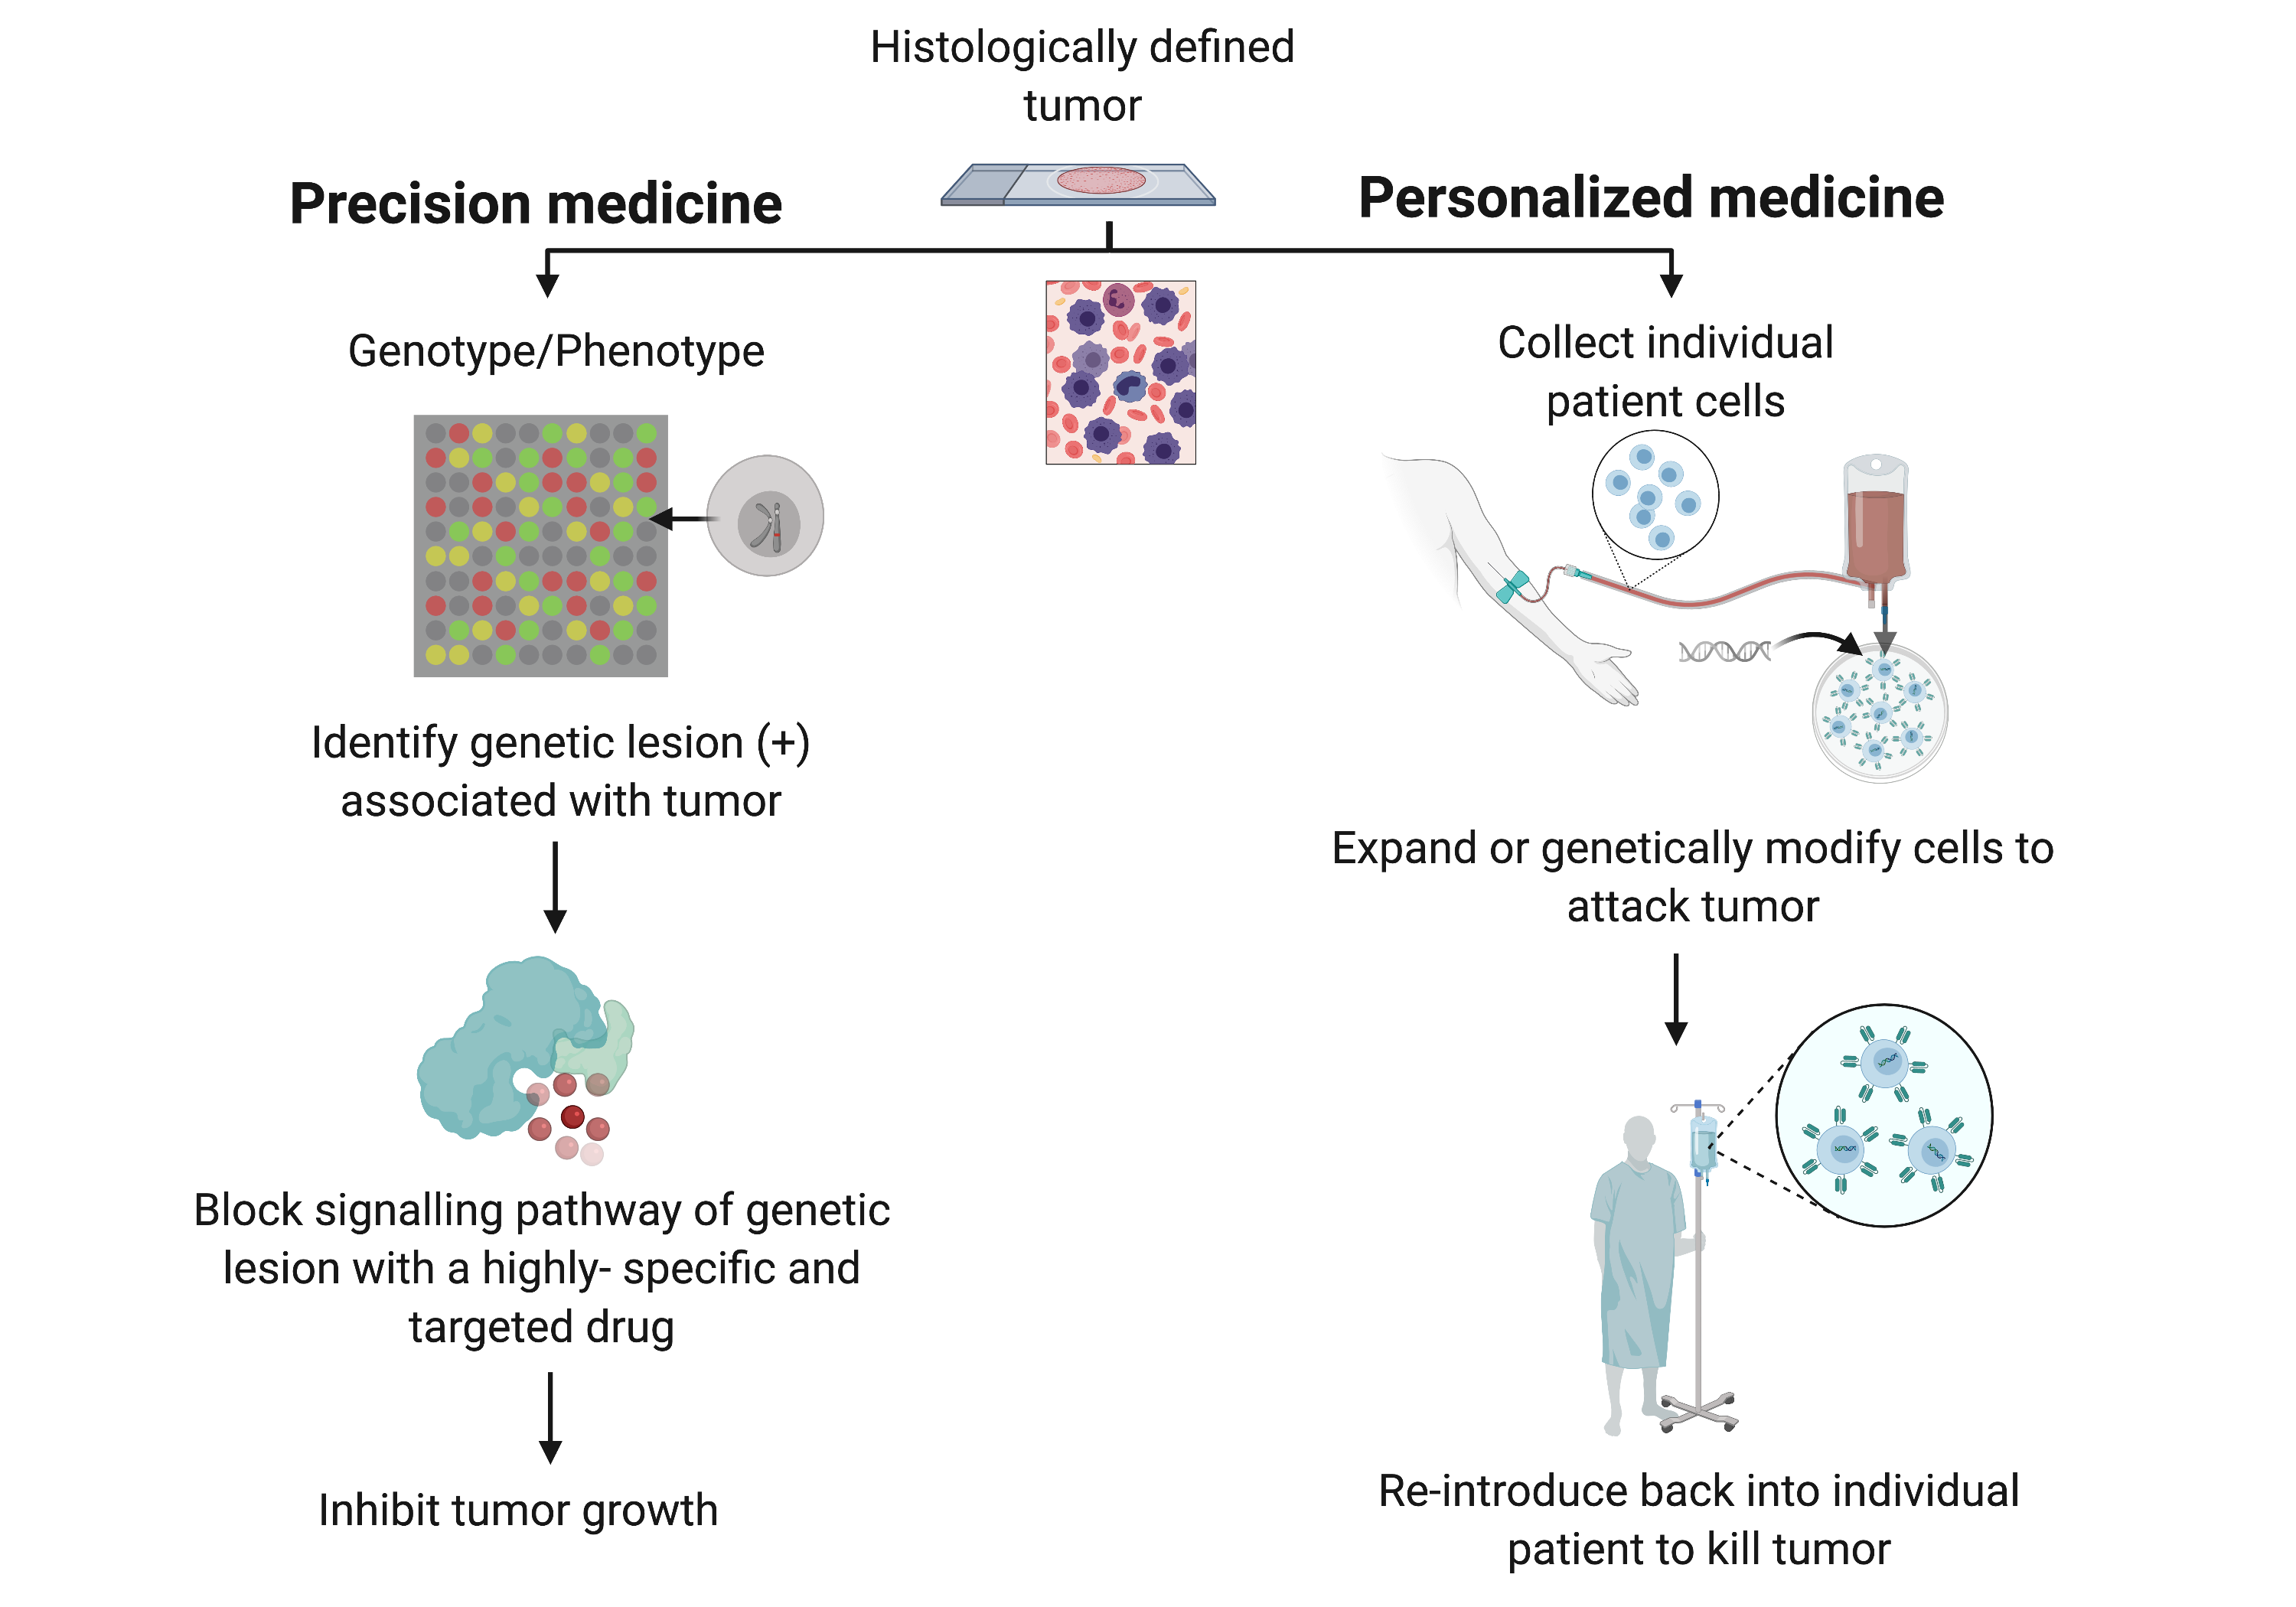 Histologically defined
tumor
Precision medicine
Personalized medicine
Genotype/Phenotype
Collect individual
patient cells
Identify genetic lesion (+)
associated with tumor
Expand or genetically modify cells to
attack tumor
Block signalling pathway of genetic
lesion with a highly- specific and
targeted drug
Inhibit tumor growth
Re-introduce back into individual
patient to kill tumor